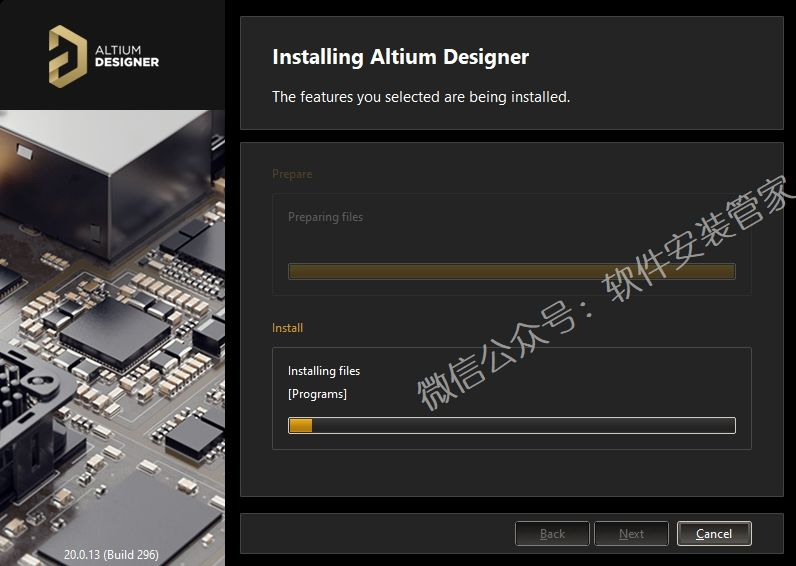 ALTIUM
DESIGNER
Installing Altium Designer
The features you selected are being installed.
Prepare
Preparing files
Install
Installing files
[Programs]
微信公众号：软件安装管家
Back
Next
Cancel
20.0.13 (Build 296)